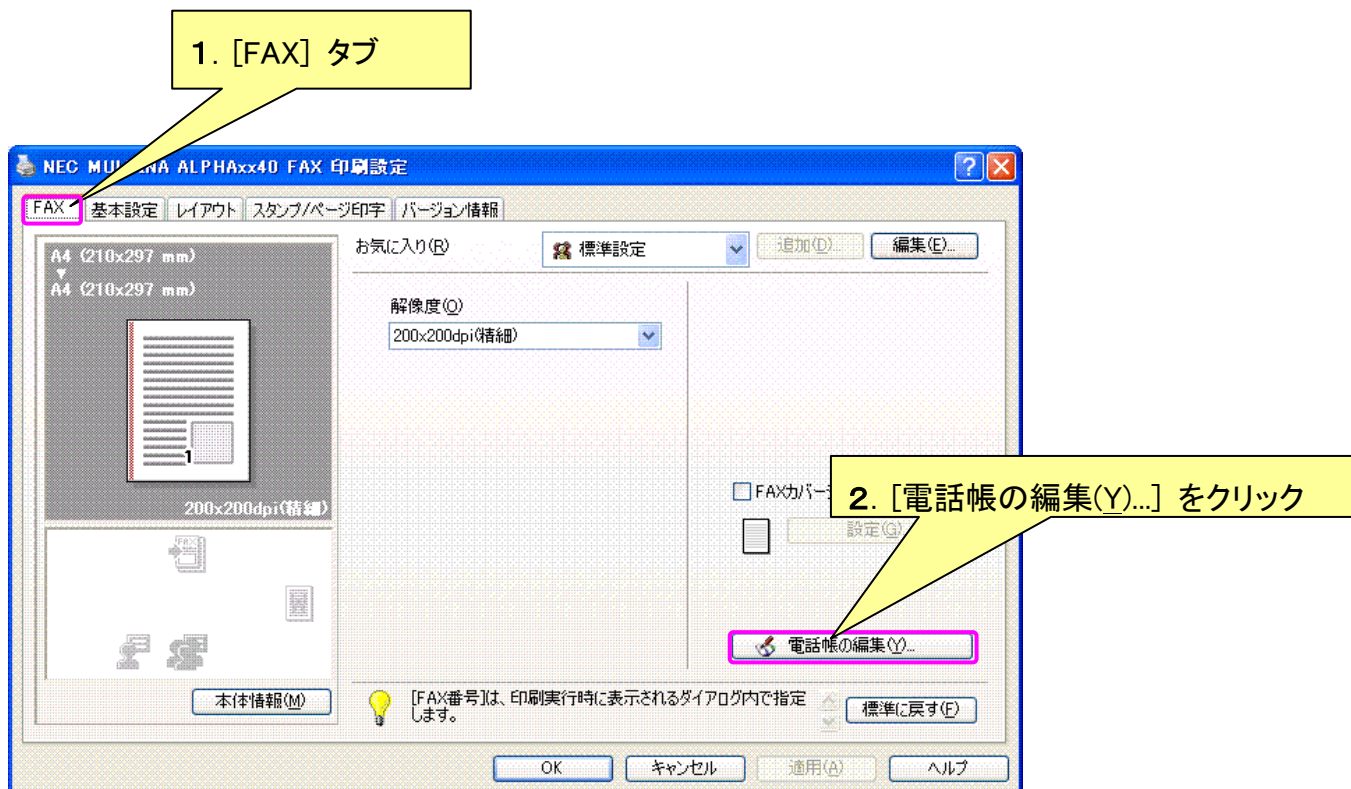 1. [FAX] タブ
NEC MUL NA ALPHAxx40 FAX 印刷設定
FAX 基本設定 レイアウト スタンプ/ページ印字 バージョン情報
A4 (210x297 mm)
A4 (210x297 mm)
1
200x200dpi(精細)
FAX
本体情報(M)
お気に入り(R) 標準設定 追加(D)... 編集(E)...
解像度(O)
200x200dpi(精細)
FAXカバー
2. [電話帳の編集(Y)...] をクリック
設定(G)
電話帳の編集(Y)...
[FAX番号]は、印刷実行時に表示されるダイアログ内で指定
します。
標準に戻す(F)
OK キャンセル 適用(A) ヘルプ